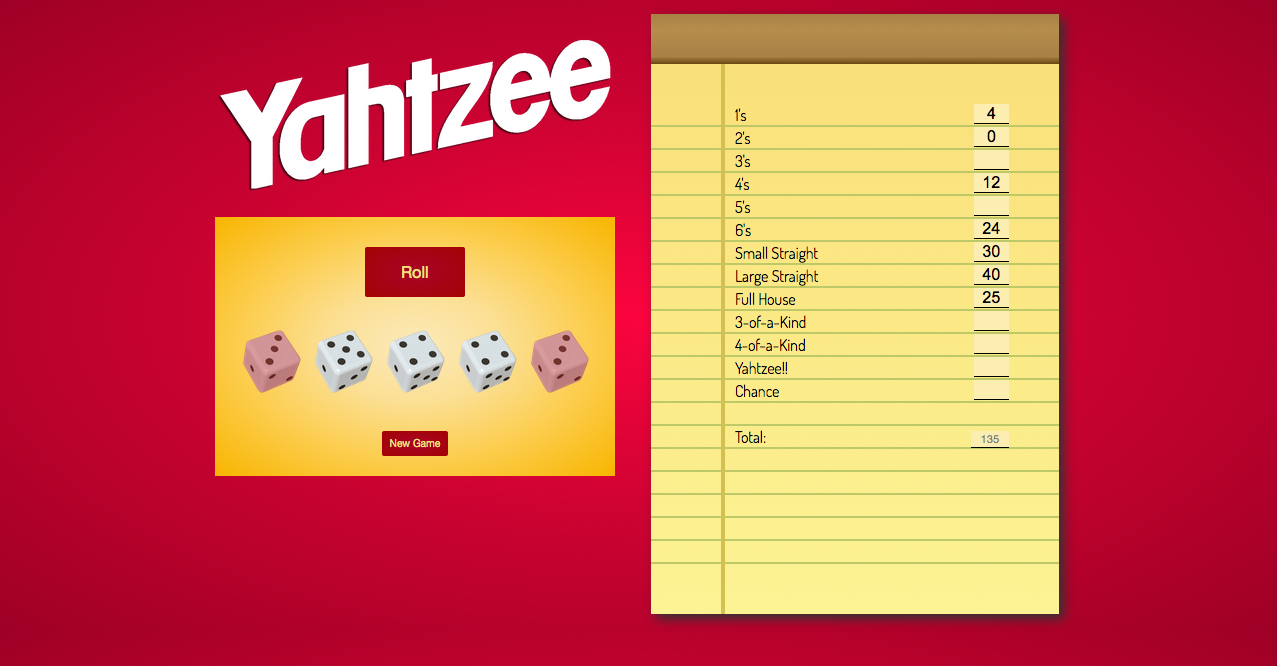 Yahtzee
Roll
New Game
1's 4
2's 0
3's
4's 12
5's
6's 24
Small Straight 30
Large Straight 40
Full House 25
3-of-a-Kind
4-of-a-Kind
Yahtzee!!
Chance
Total: 135